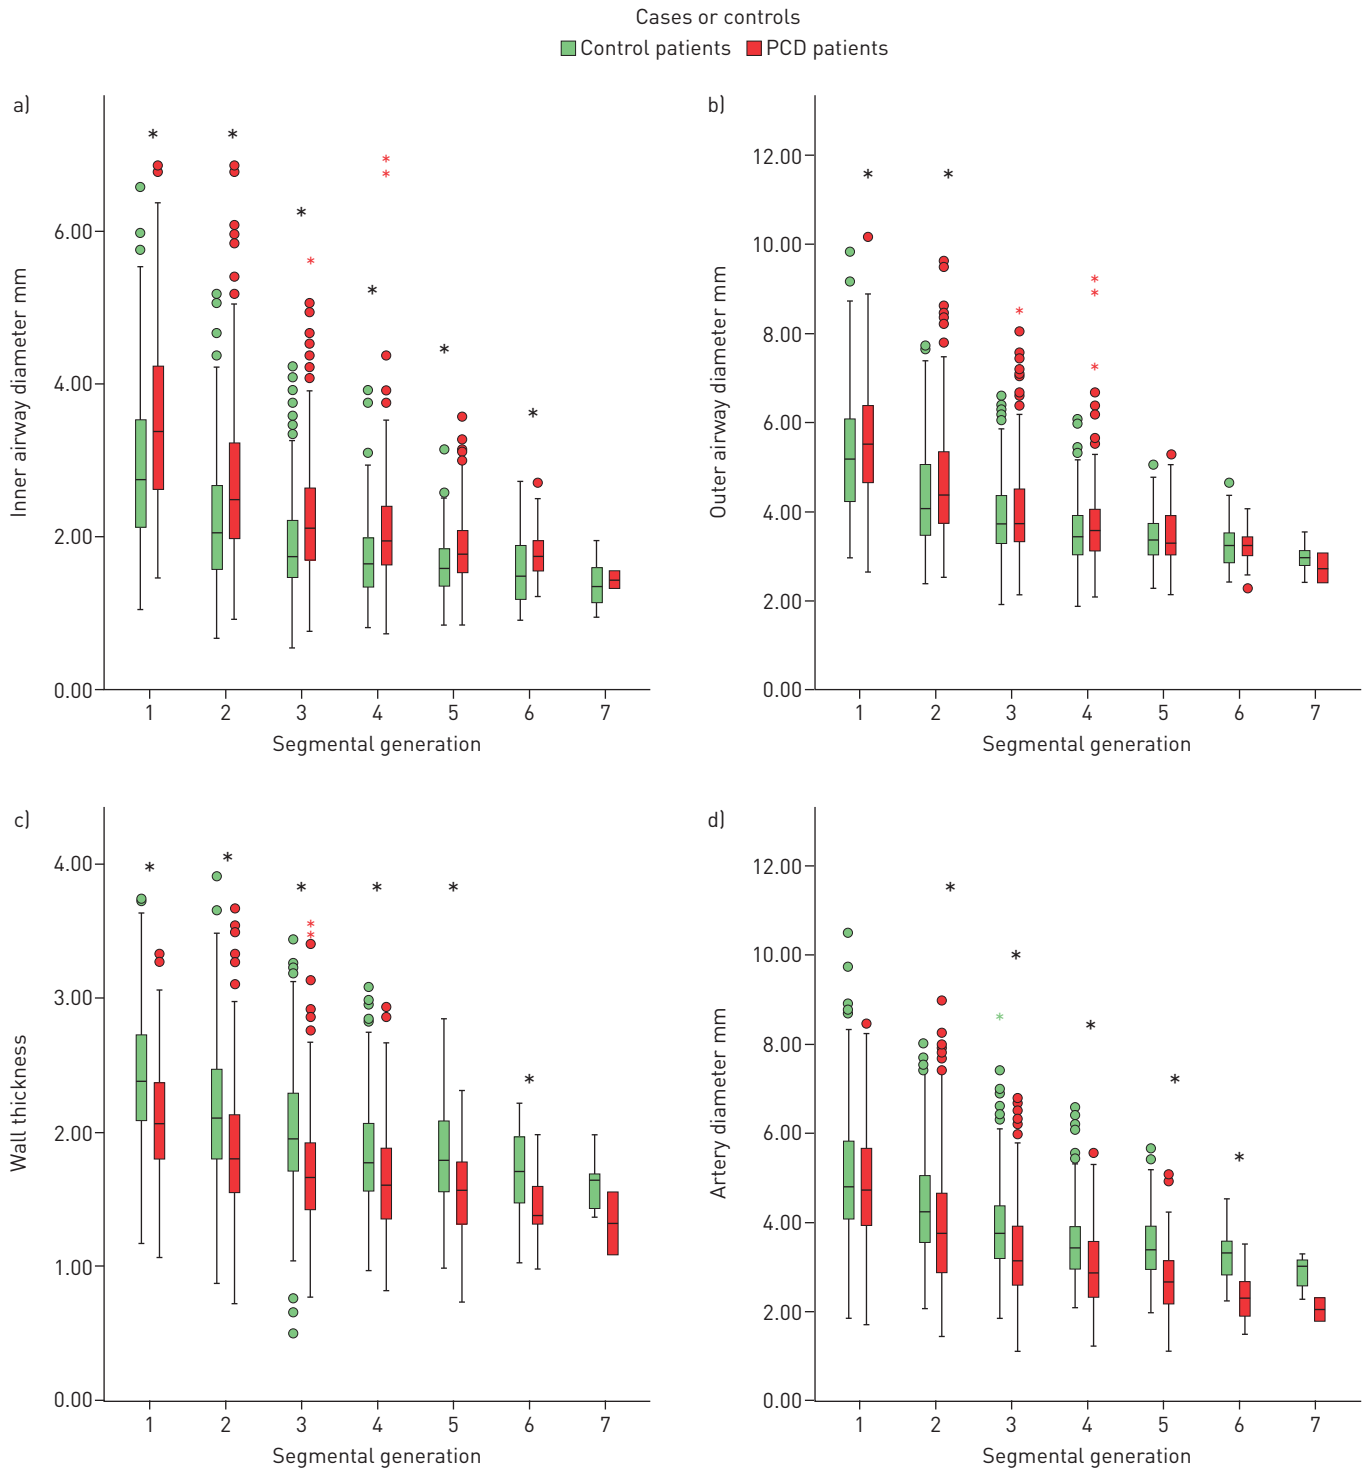 Cases or controls
Control patients PCD patients
a)
Inner airway diameter mm
6.00
4.00
2.00
0.00
1 2 3 4 5 6 7
Segmental generation
b)
Outer airway diameter mm
12.00
10.00
8.00
6.00
4.00
2.00
0.00
1 2 3 4 5 6 7
Segmental generation
c)
Wall thickness
4.00
3.00
2.00
1.00
0.00
1 2 3 4 5 6 7
Segmental generation
d)
Artery diameter mm
12.00
10.00
8.00
6.00
4.00
2.00
0.00
1 2 3 4 5 6 7
Segmental generation